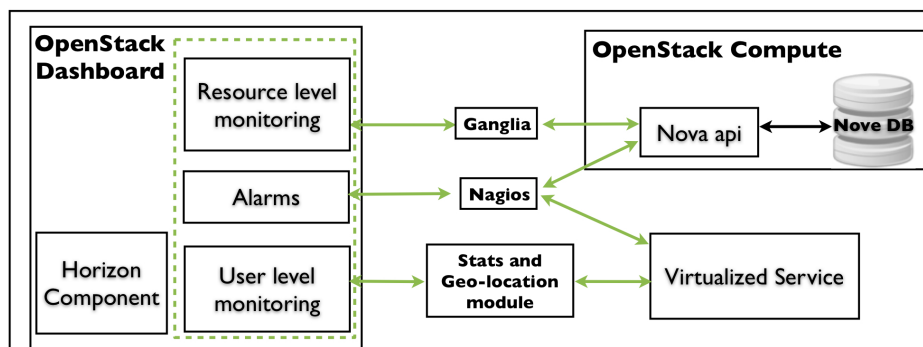 OpenStack
Dashboard
Resource level
monitoring
Alarms
Horizon
Component
User level
monitoring
Ganglia
Nagios
Stats and
Geo-location
module
OpenStack Compute
Nova api
Nove DB
Virtualized Service